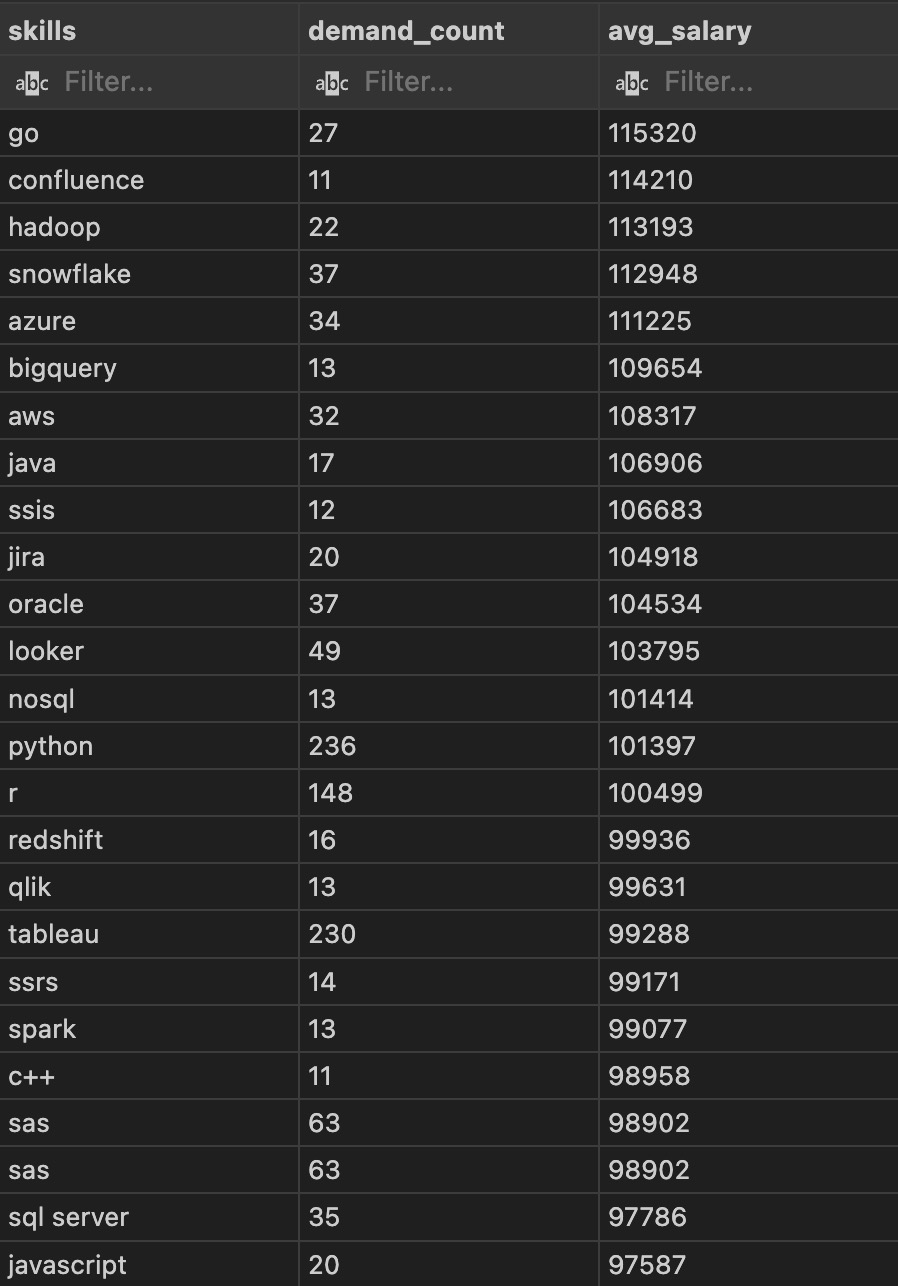 skills demand_count avg_salary
abc Filter... abc Filter... abc Filter...
go 27 115320
confluence 11 114210
hadoop 22 113193
snowflake 37 112948
azure 34 111225
bigquery 13 109654
aws 32 108317
java 17 106906
ssis 12 106683
jira 20 104918
oracle 37 104534
looker 49 103795
nosql 13 101414
python 236 101397
r 148 100499
redshift 16 99936
qlik 13 99631
tableau 230 99288
ssrs 14 99171
spark 13 99077
c++ 11 98958
sas 63 98902
sas 63 98902
sql server 35 97786
javascript 20 97587